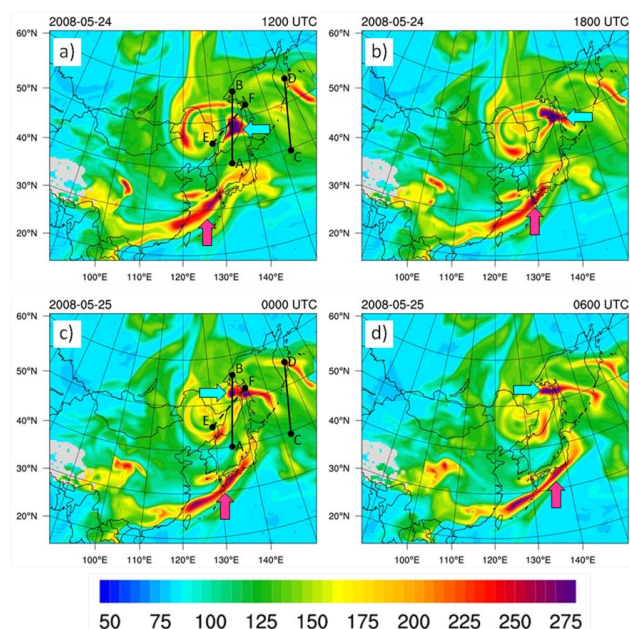 2008-05-24 1200 UTC
a)
B
D
F
E
A
C
60°N
50°N
40°N
30°N
20°N
100°E 110°E 120°E 130°E 140°E
2008-05-24 1800 UTC
b)
60°N
50°N
40°N
30°N
20°N
100°E 110°E 120°E 130°E 140°E
2008-05-25 0000 UTC
c)
B
D
F
E
A
C
60°N
50°N
40°N
30°N
20°N
100°E 110°E 120°E 130°E 140°E
2008-05-25 0600 UTC
d)
60°N
50°N
40°N
30°N
20°N
100°E 110°E 120°E 130°E 140°E
50 75 100 125 150 175 200 225 250 275